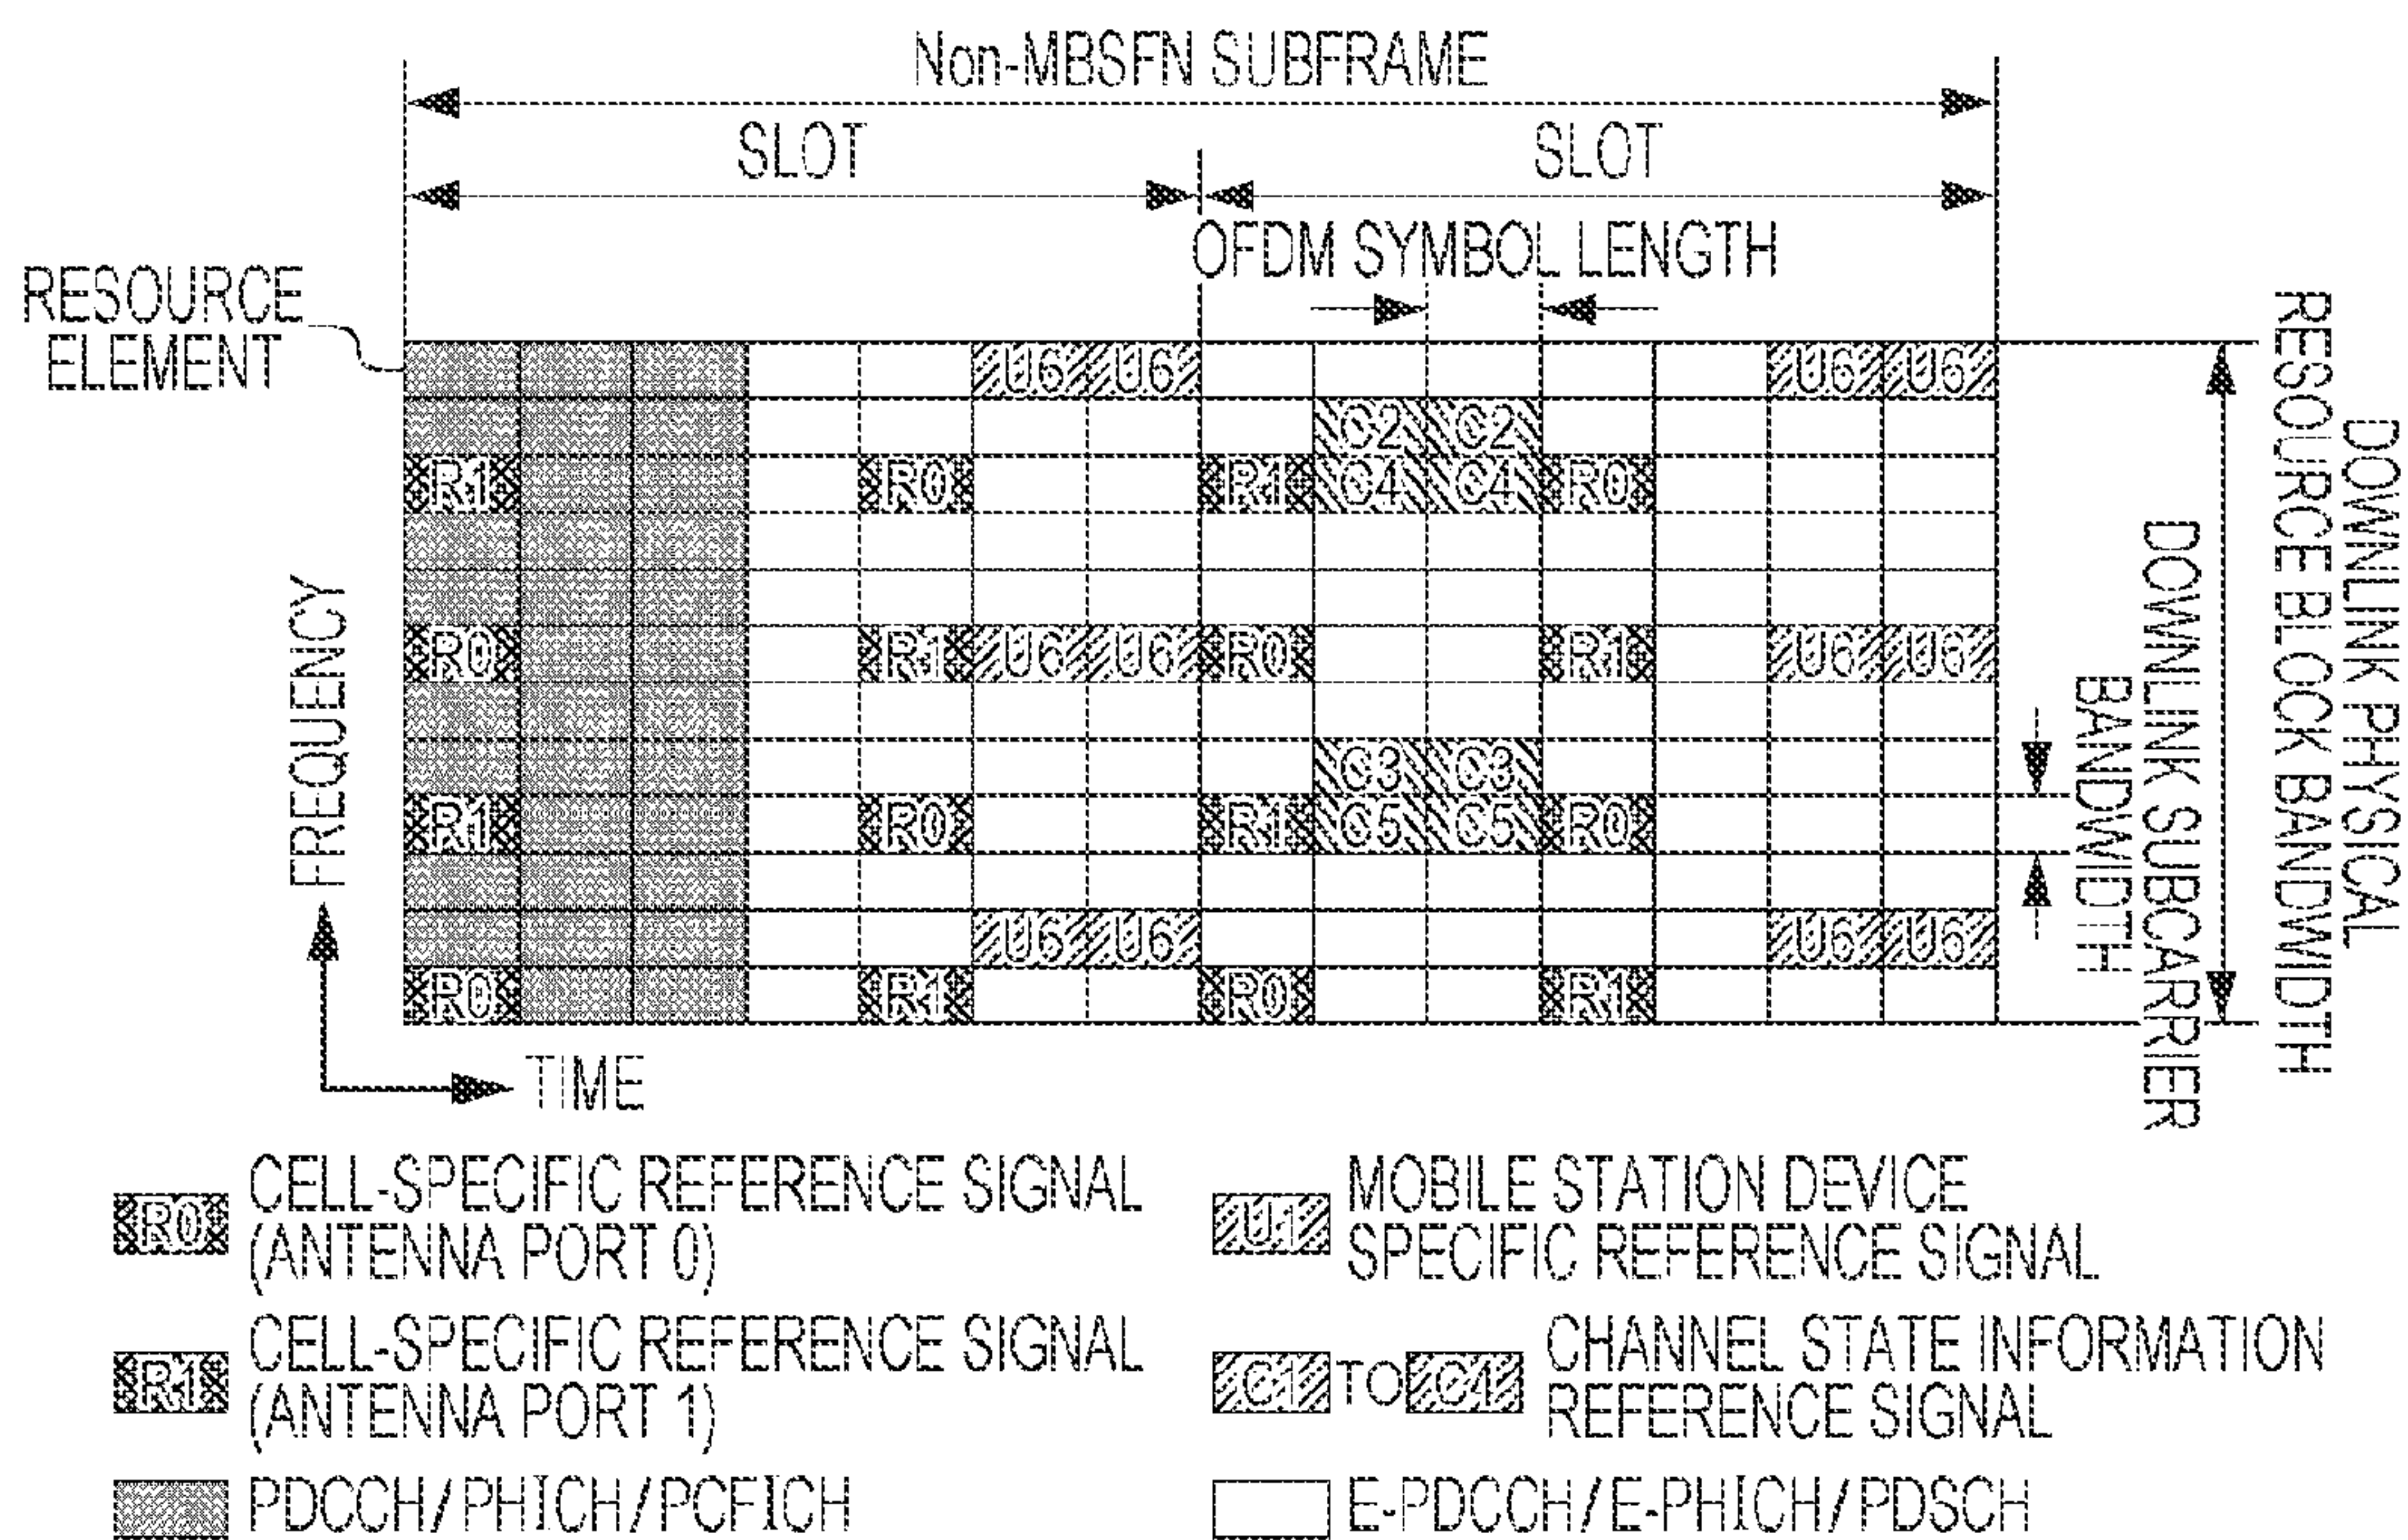 Non-MBSFN SUBFRAME
SLOT SLOT
OFDM SYMBOL LENGTH
RESOURCE
ELEMENT
U6 U6 U6 U6
C2 C2
R1 R0 R1 C4 C4 R0
R0 R1 U6 U6 R0 R1 U6 U6
C3 C3
R1 R0 R1 C5 C5 R0
U6 U6 U6 U6
R0 R1 R0 R1
FREQUENCY
TIME
DOWNLINK PHYSICAL
RESOURCE BLOCK BANDWIDTH
DOWNLINK SUBCARRIER
BANDWIDTH
R0 CELL-SPECIFIC REFERENCE SIGNAL
(ANTENNA PORT 0)
R1 CELL-SPECIFIC REFERENCE SIGNAL
(ANTENNA PORT 1)
PDCCH/PHICH/PCFICH
U1 MOBILE STATION DEVICE
SPECIFIC REFERENCE SIGNAL
C1 TO C4 CHANNEL STATE INFORMATION
REFERENCE SIGNAL
E-PDCCH/E-PHICH/PDSCH